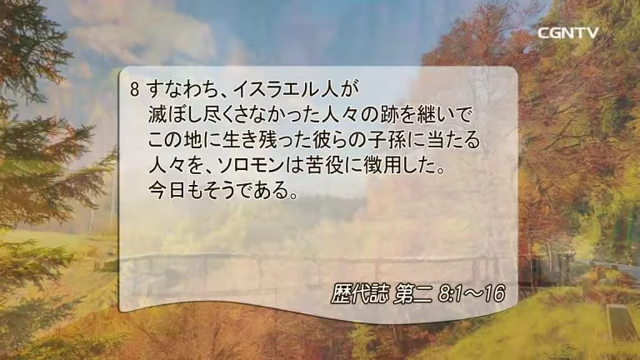 CGNTV
8 すなわち、イスラエル人が
滅ぼし尽くさなかった人々の跡を継いで
この地に生き残った彼らの子孫に当たる
人々を、ソロモンは苦役に徴用した。
今日もそうである。
歴代誌 第二 8:1～16